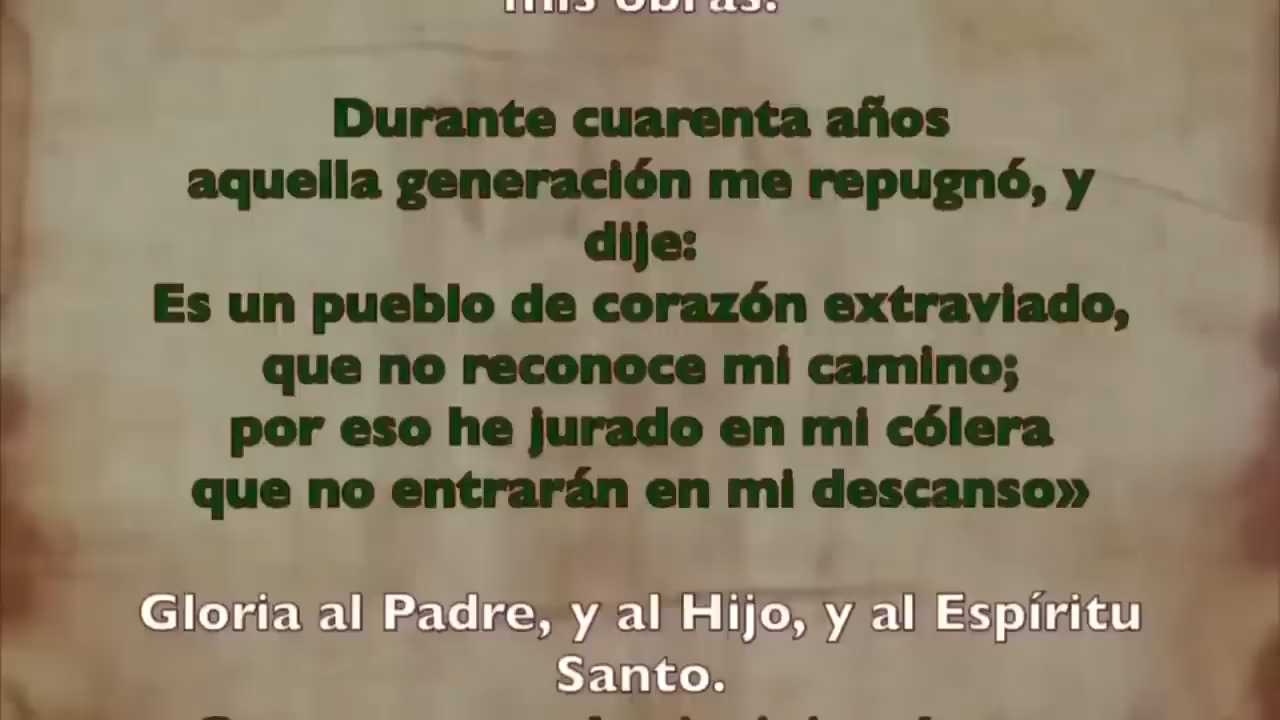 mis obras.
Durante cuarenta años
aquella generación me repugnó, y
dije:
Es un pueblo de corazón extraviado,
que no reconoce mi camino;
por eso he jurado en mi cólera
que no entrarán en mi descanso»
Gloria al Padre, y al Hijo, y al Espíritu
Santo.